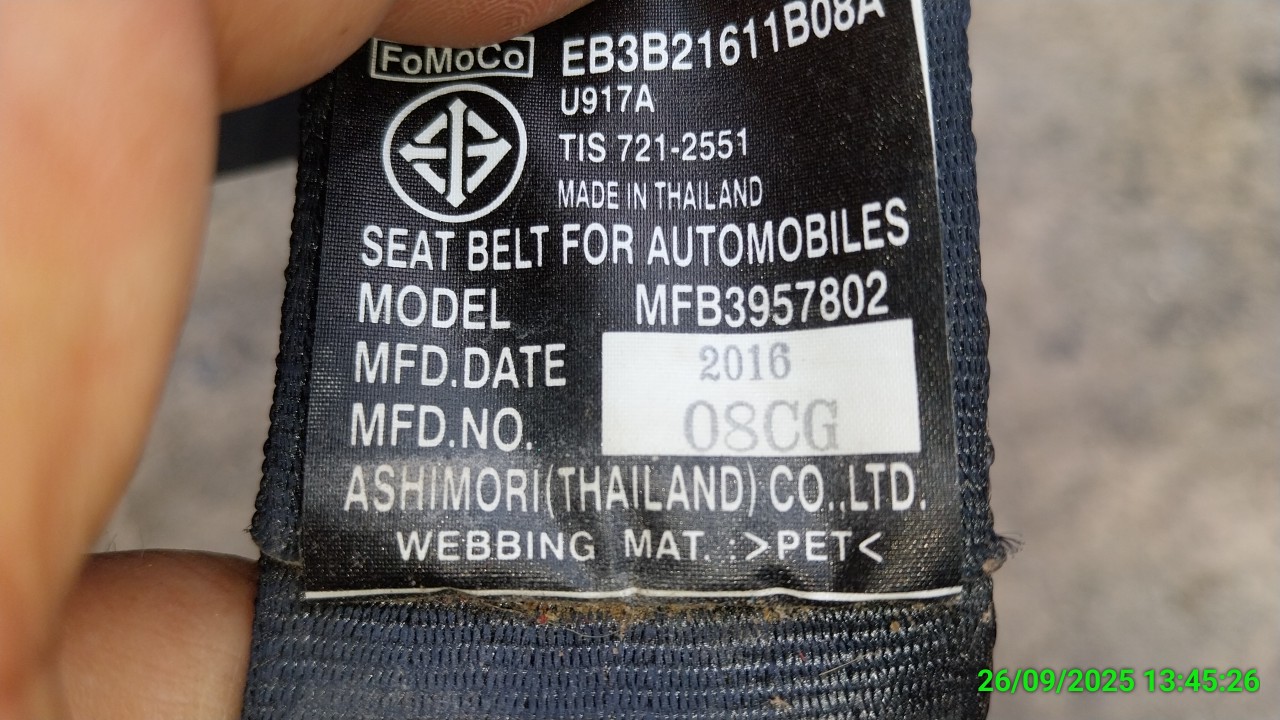 FoMoCo EB3B21611B08A
U917A
TIS 721-2551
MADE IN THAILAND
SEAT BELT FOR AUTOMOBILES
MODEL MFB3957802
MFD.DATE 2016
MFD.NO. 08CG
ASHIMORI(THAILAND) CO.,LTD.
WEBBING MAT. :>PET<
26/09/2025 13:45:26